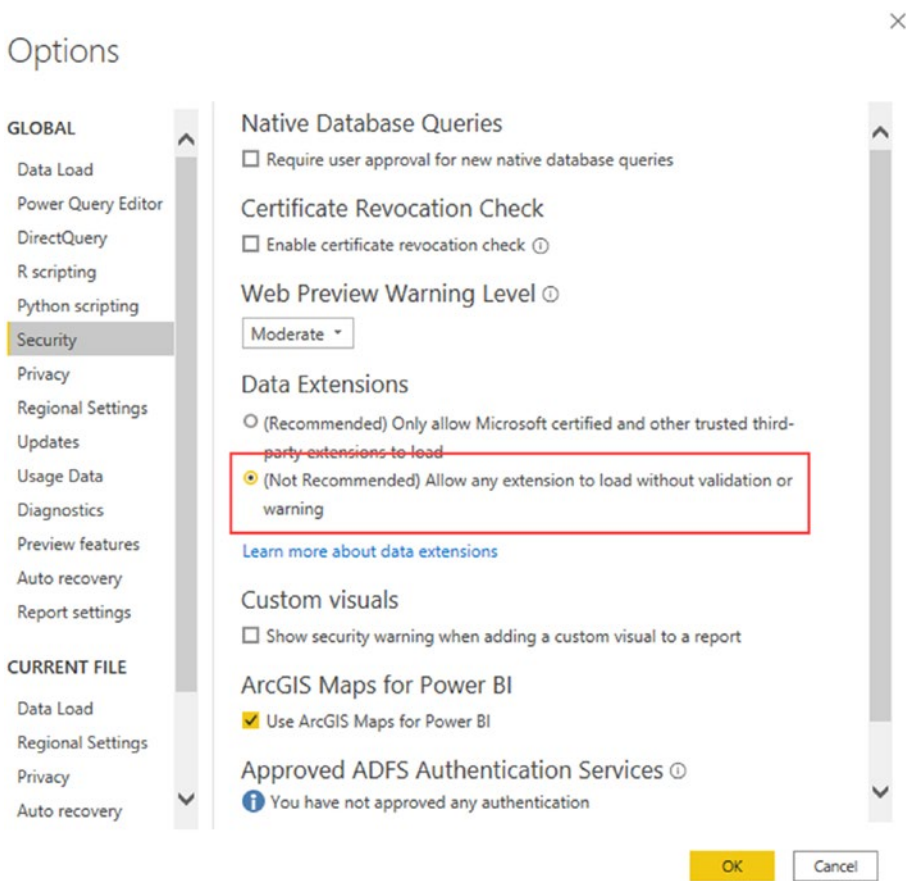 Options
GLOBAL
Data Load
Power Query Editor
DirectQuery
R scripting
Python scripting
Security
Privacy
Regional Settings
Updates
Usage Data
Diagnostics
Preview features
Auto recovery
Report settings
CURRENT FILE
Data Load
Regional Settings
Privacy
Auto recovery
Native Database Queries
Require user approval for new native database queries
Certificate Revocation Check
Enable certificate revocation check
Web Preview Warning Level
Moderate
Data Extensions
(Recommended) Only allow Microsoft certified and other trusted third-
party extensions to load
(Not Recommended) Allow any extension to load without validation or
warning
Learn more about data extensions
Custom visuals
Show security warning when adding a custom visual to a report
ArcGIS Maps for Power BI
Use ArcGIS Maps for Power BI
Approved ADFS Authentication Services
You have not approved any authentication
OK
Cancel